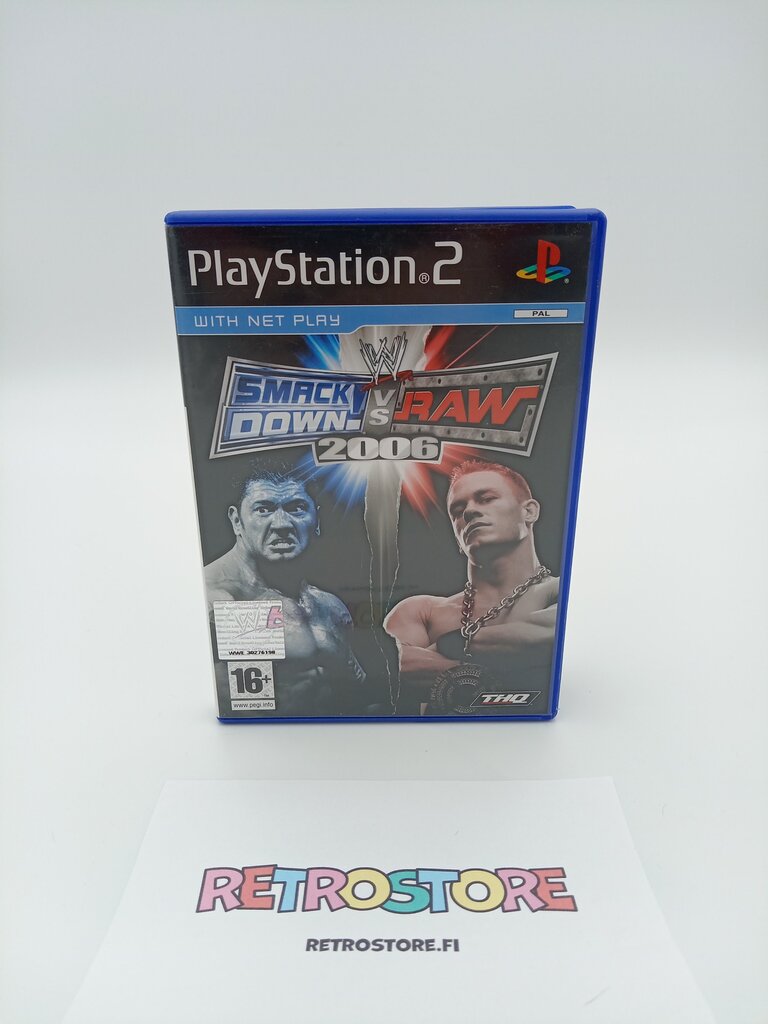 PlayStation®2
WITH NET PLAY
PAL
W
SMACK
DOWN!
VS
RAW
2006
W
WWE 30276198
16+
www.pegi.info
THQ
RETROSTORE
RETROSTORE.FI